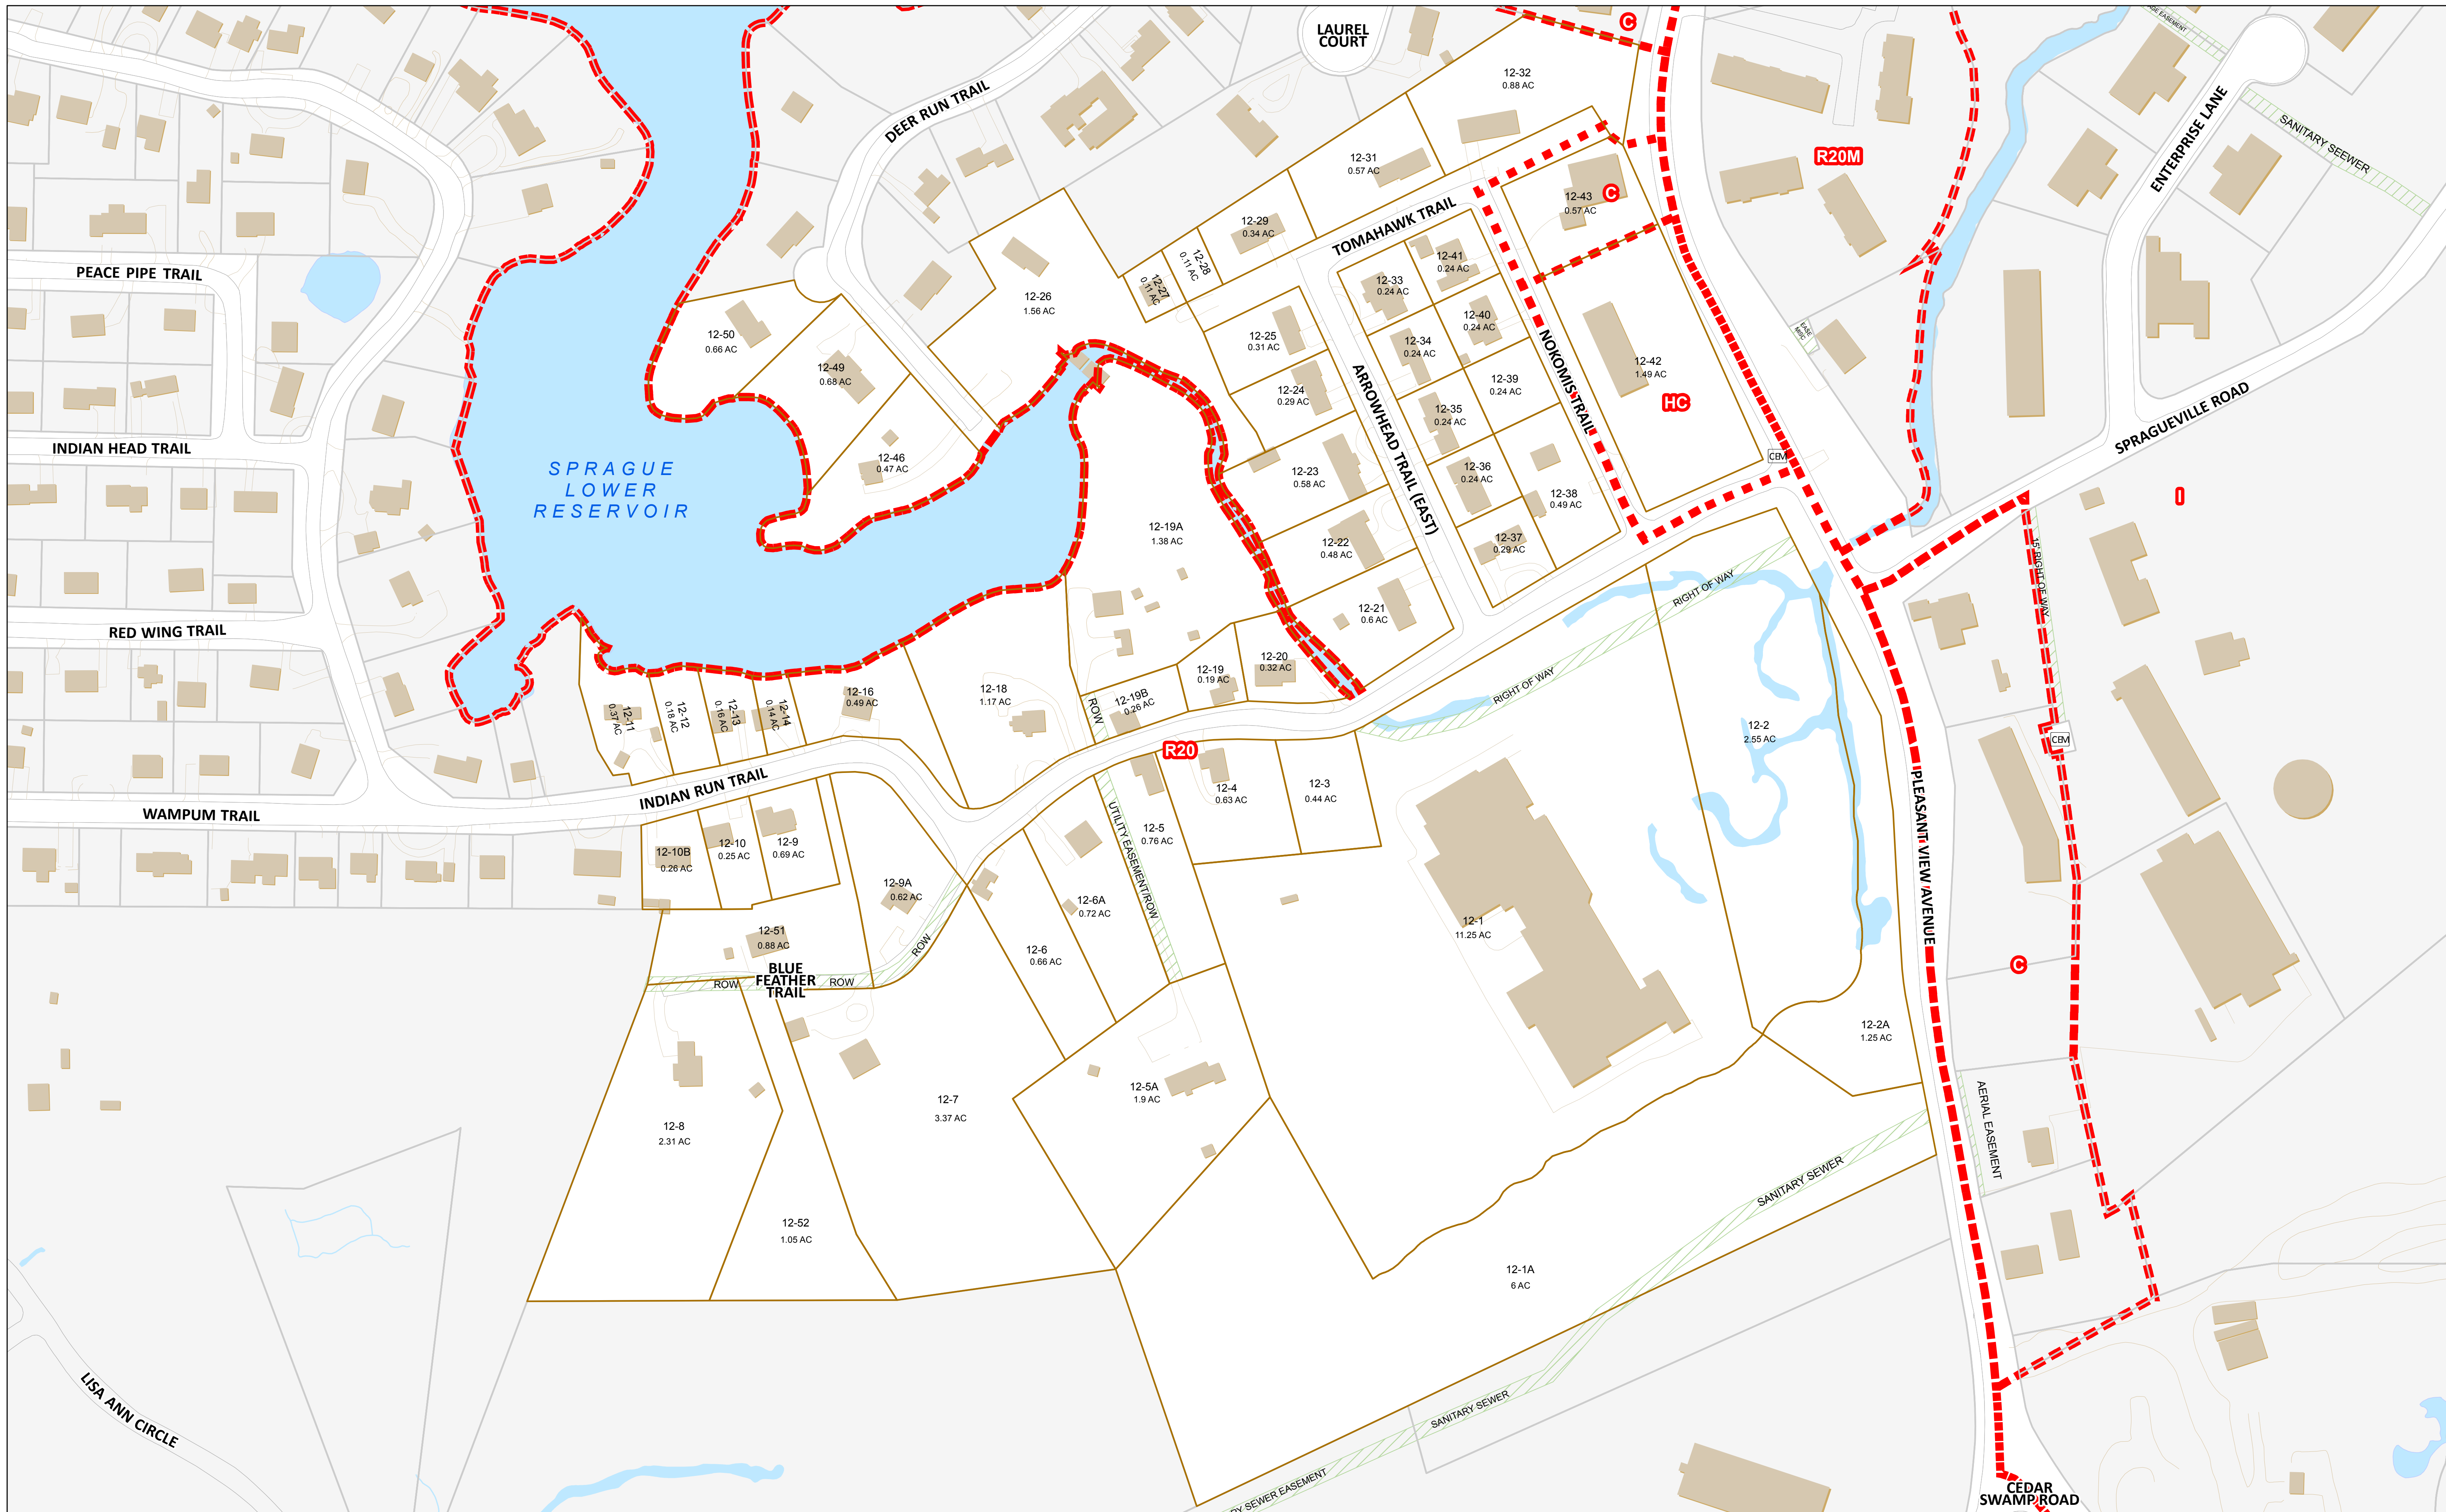 LAUREL
COURT
C
12-32
0.88 AC
DEER RUN TRAIL
R20M
ENTERPRISE LANE
SANITARY SEEWER
12-31
0.57 AC
C
12-43
0.57 AC
TOMAHAWK TRAIL
12-29
0.34 AC
12-28
0.11 AC
12-27
0.11 AC
12-41
0.24 AC
12-33
0.24 AC
PEACE PIPE TRAIL
12-26
1.56 AC
12-40
0.24 AC
EASE
MISC
12-50
0.66 AC
12-25
0.31 AC
12-34
0.24 AC
NOKOMIS TRAIL
12-49
0.68 AC
12-42
1.49 AC
12-39
0.24 AC
12-24
0.29 AC
HC
ARROWHEAD TRAIL (EAST)
12-35
0.24 AC
SPRAGUEVILLE ROAD
INDIAN HEAD TRAIL
12-46
0.47 AC
CEM
SPRAGUE
LOWER
RESERVOIR
12-23
0.58 AC
12-36
0.24 AC
12-38
0.49 AC
I
12-19A
1.38 AC
12-22
0.48 AC
12-37
0.29 AC
15' RIGHT OF WAY
RIGHT OF WAY
12-21
0.6 AC
RED WING TRAIL
12-20
0.32 AC
12-19
0.19 AC
RIGHT OF WAY
12-18
1.17 AC
12-16
0.49 AC
12-19B
0.26 AC
ROW
12-11
0.37 AC
12-12
0.18 AC
12-13
0.16 AC
12-14
0.14 AC
R20
12-2
2.55 AC
CEM
INDIAN RUN TRAIL
12-4
0.63 AC
12-3
0.44 AC
WAMPUM TRAIL
PLEASANT VIEW AVENUE
UTILITY EASEMENT/ROW
12-5
0.76 AC
12-10B
0.26 AC
12-10
0.25 AC
12-9
0.69 AC
12-9A
0.62 AC
12-6A
0.72 AC
12-1
11.25 AC
12-51
0.88 AC
ROW
12-6
0.66 AC
C
BLUE
FEATHER
TRAIL
ROW
ROW
12-2A
1.25 AC
12-5A
1.9 AC
12-7
3.37 AC
12-8
2.31 AC
AERIAL EASEMENT
SANITARY SEWER
12-52
1.05 AC
12-1A
6 AC
LISA ANN CIRCLE
SANITARY SEWER
SEWER EASEMENT
CEDAR
SWAMP ROAD